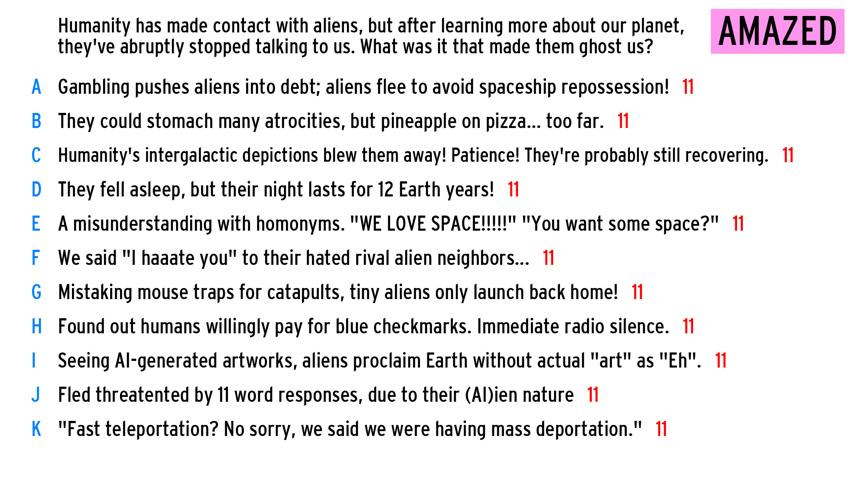 Humanity has made contact with aliens, but after learning more about our planet,
they've abruptly stopped talking to us. What was it that made them ghost us?
AMAZED
A Gambling pushes aliens into debt; aliens flee to avoid spaceship repossession! 11
B They could stomach many atrocities, but pineapple on pizza... too far. 11
C Humanity's intergalactic depictions blew them away! Patience! They're probably still recovering. 11
D They fell asleep, but their night lasts for 12 Earth years! 11
E A misunderstanding with homonyms. "WE LOVE SPACE!!!!!" "You want some space?" 11
F We said "I haaate you" to their hated rival alien neighbors... 11
G Mistaking mouse traps for catapults, tiny aliens only launch back home! 11
H Found out humans willingly pay for blue checkmarks. Immediate radio silence. 11
I Seeing AI-generated artworks, aliens proclaim Earth without actual "art" as "Eh". 11
J Fled threatented by 11 word responses, due to their (AI)ien nature 11
K "Fast teleportation? No sorry, we said we were having mass deportation." 11